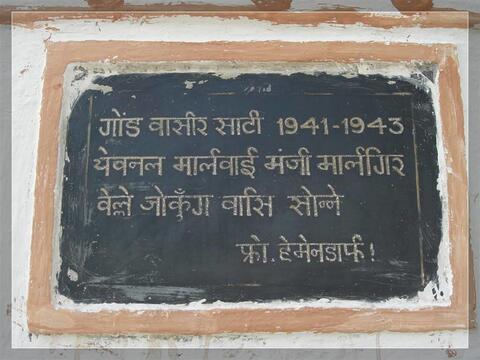 गोंड वासीर साटीं 1941-1943
येवनल मार्लवाई मंजी मार्लगिर
वेल्ले जोकुँग वासि सोन्ने
फ्रो. हेमेनडार्फ!